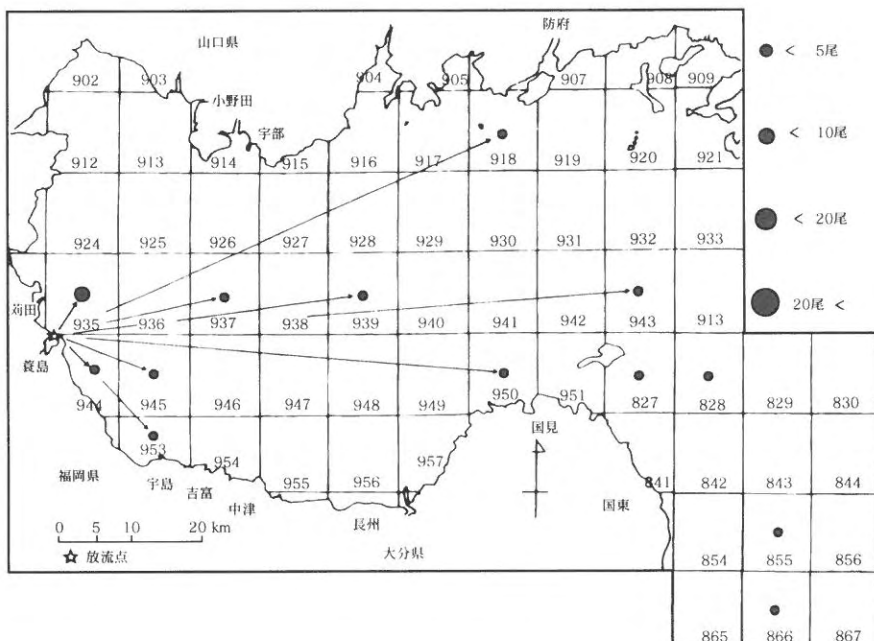 山口県
防府
< 5尾
902 903 904 905 907 908 909
小野田
宇部
< 10尾
912 913 914 915 916 917 918 919 920 921
< 20尾
924 925 926 927 928 929 930 931 932 933
20尾 <
苅田
935 936 937 938 939 940 941 942 943 913
蓑島
944 945 946 947 948 949 950 951 827 828 829 830
国見
福岡県
953 954 955 956 957 841 842 843 844
宇島
吉富
中津
長州
国東
0 5 10 20 km
放流点
大分県
854 855 856
865 866 867